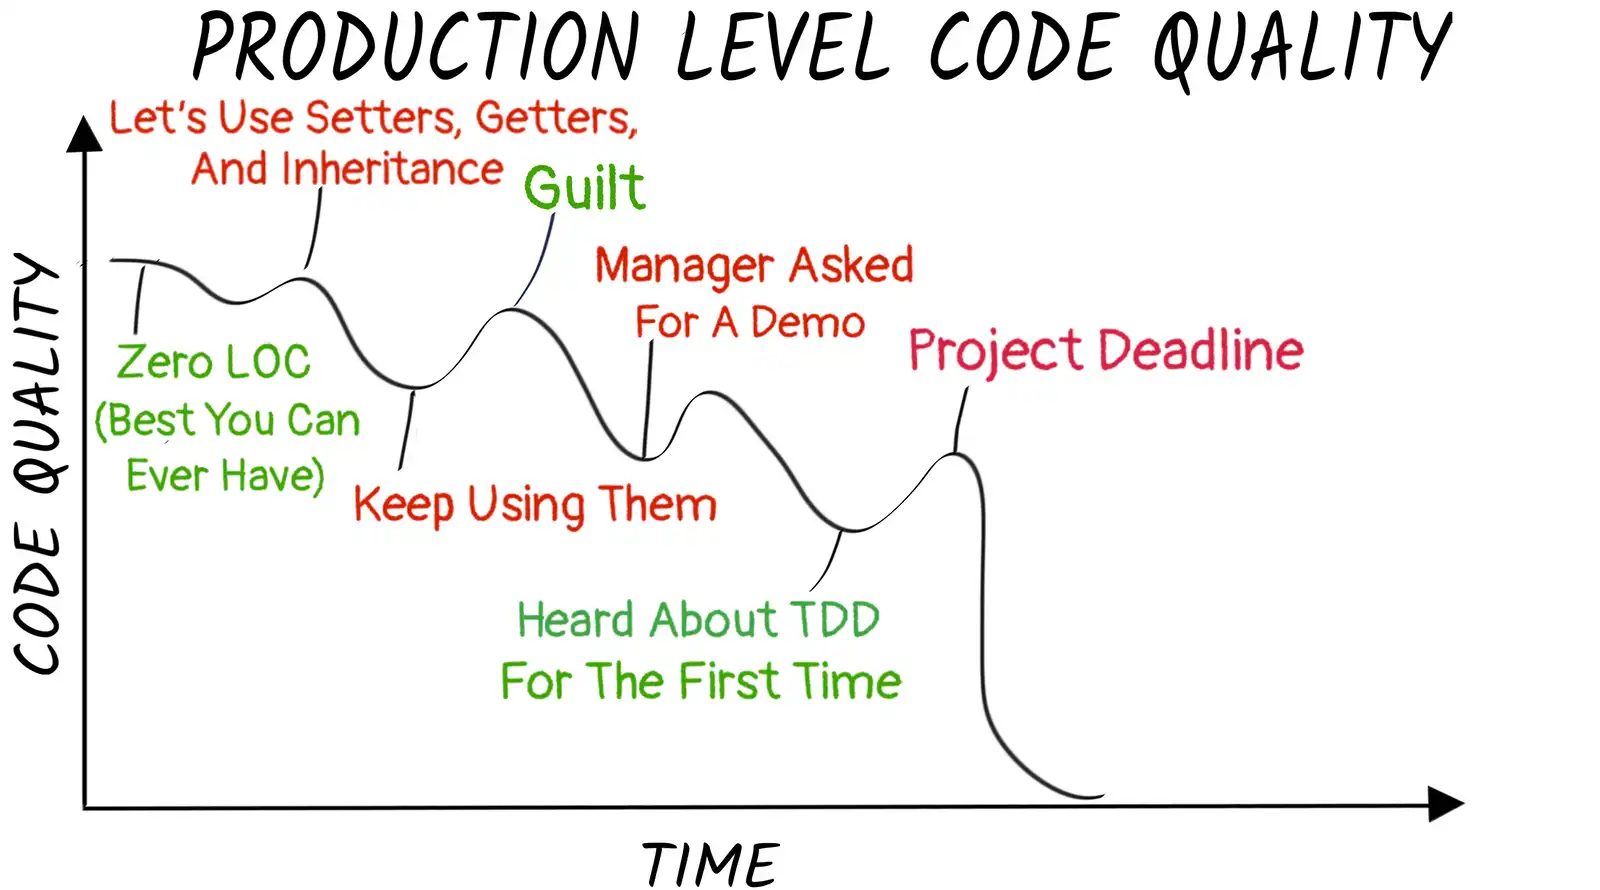 PRODUCTION LEVEL CODE QUALITY
Let's Use Setters, Getters,
And Inheritance
Guilt
Manager Asked
For A Demo
Project Deadline
Zero LOC
(Best You Can
Ever Have)
Keep Using Them
Heard About TDD
For The First Time
CODE QUALITY
TIME